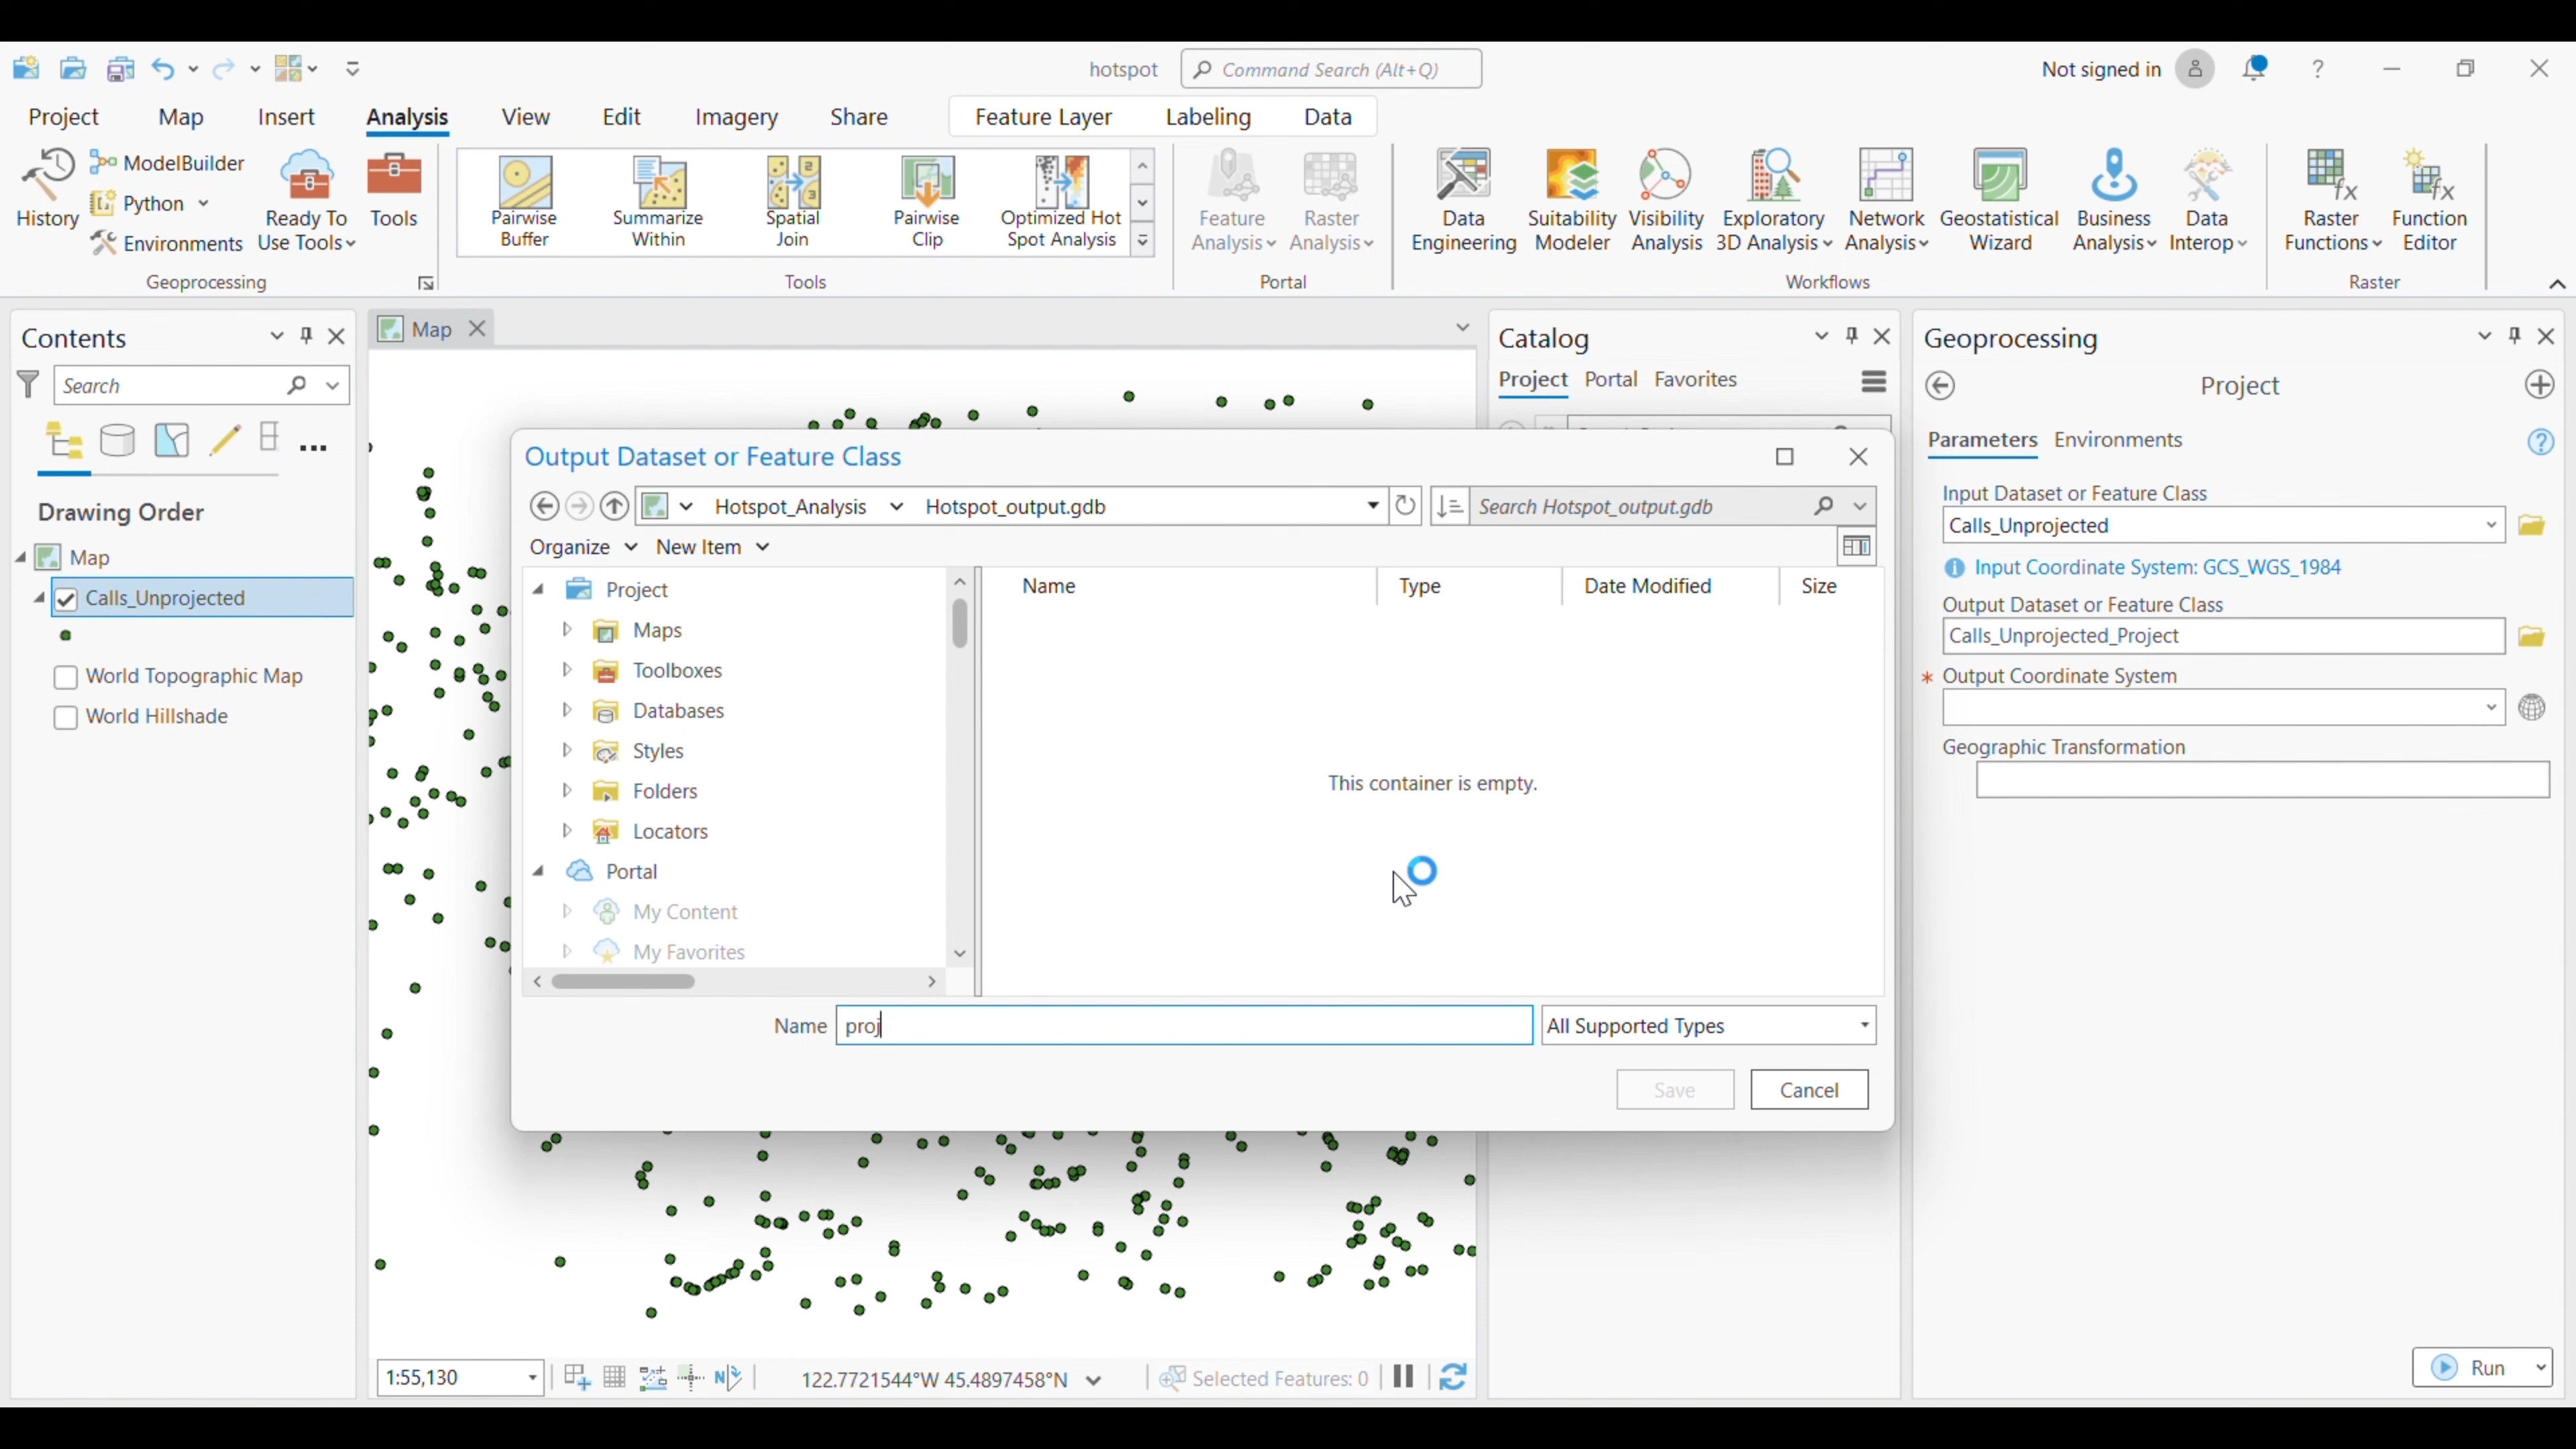 hotspot
Command Search (Alt+Q)
Not signed in
Project Map Insert Analysis View Edit Imagery Share Feature Layer Labeling Data
History
ModelBuilder
Python
Environments
Ready To
Use Tools
Tools
Geoprocessing
Pairwise
Buffer
Summarize
Within
Spatial
Join
Pairwise
Clip
Optimized Hot
Spot Analysis
Tools
Feature
Analysis
Raster
Analysis
Portal
Data
Engineering
Suitability
Modeler
Visibility
Analysis
Exploratory
3D Analysis
Network
Analysis
Geostatistical
Wizard
Business
Analysis
Data
Interop
Workflows
Raster
Functions
Function
Editor
Raster
Contents
Search
Drawing Order
Map
Calls_Unprojected
World Topographic Map
World Hillshade
Map
Catalog
Project Portal Favorites
Output Dataset or Feature Class
Hotspot_Analysis Hotspot_output.gdb
Search Hotspot_output.gdb
Organize New Item
Project
Maps
Toolboxes
Databases
Styles
Folders
Locators
Portal
My Content
My Favorites
Name Type Date Modified Size
This container is empty.
Name proj
All Supported Types
Save Cancel
1:55,130
122.7721544°W 45.4897458°N
Selected Features: 0
Geoprocessing
Project
Parameters Environments
Input Dataset or Feature Class
Calls_Unprojected
Input Coordinate System: GCS_WGS_1984
Output Dataset or Feature Class
Calls_Unprojected_Project
* Output Coordinate System
Geographic Transformation
Run